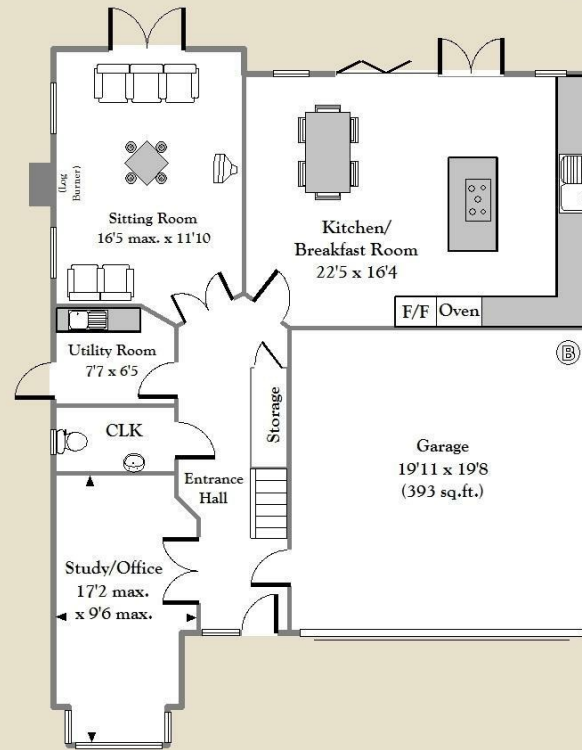 (Log
Burner)
Sitting Room
16'5 max. x 11'10
Kitchen/
Breakfast Room
22'5 x 16'4
F/F
Oven
Utility Room
7'7 x 6'5
B
CLK
Storage
Entrance
Hall
Garage
19'11 x 19'8
(393 sq.ft.)
Study/Office
17'2 max.
x 9'6 max.